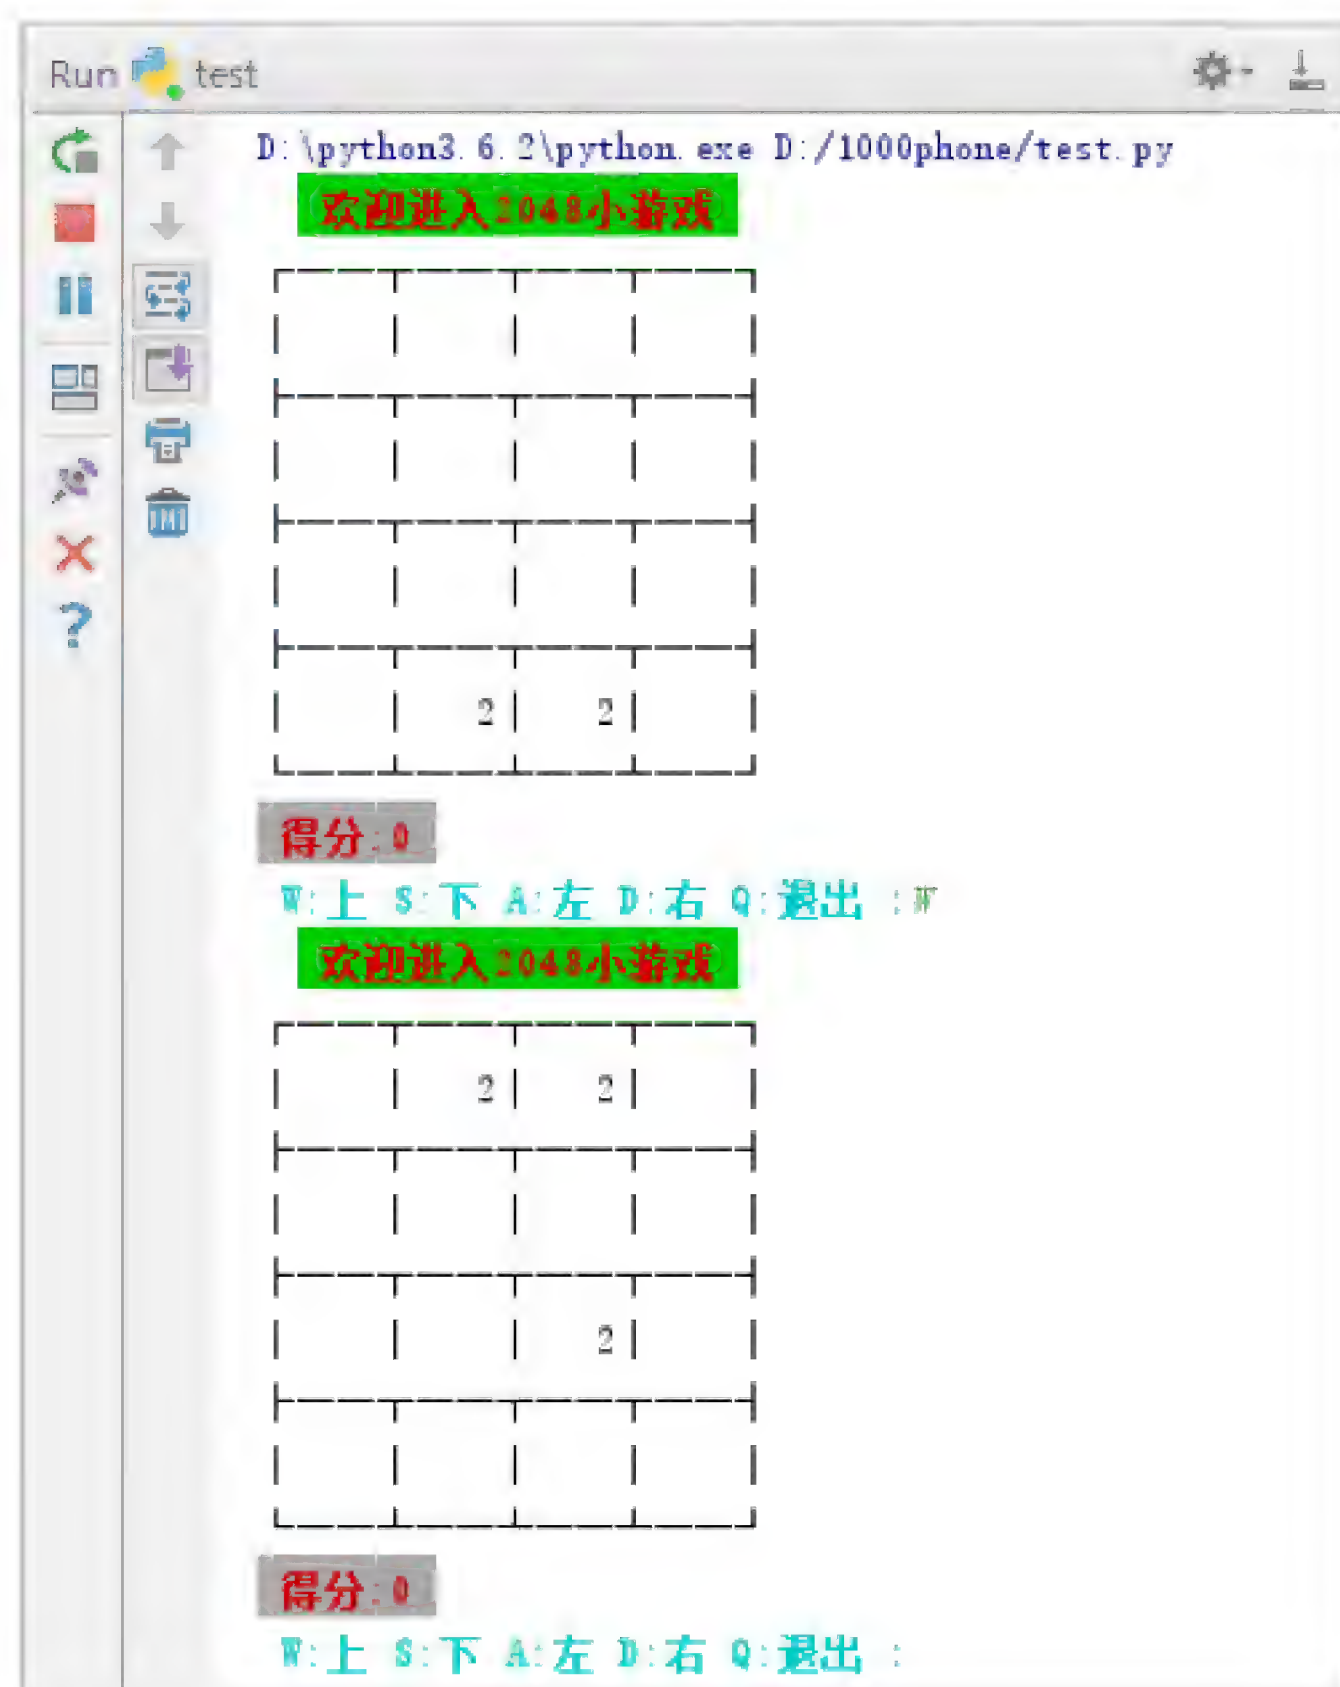 Run test
D:\python3.6.2\python.exe D:/1000phone/test.py
欢迎进入2048小游戏
2 2
得分:0
W:上 S:下 A:左 D:右 Q:退出 :W
欢迎进入2048小游戏
2 2
2
得分:0
W:上 S:下 A:左 D:右 Q:退出 :